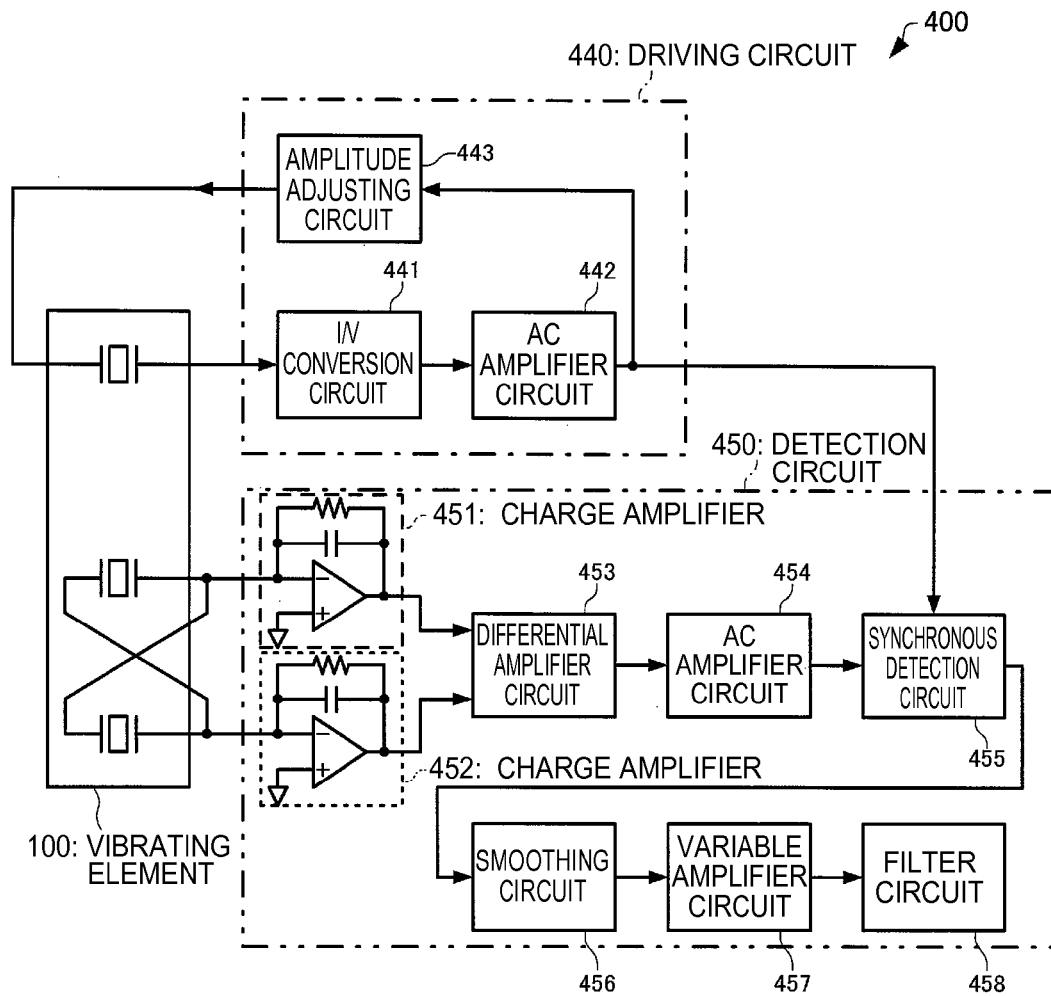 400
440: DRIVING CIRCUIT
AMPLITUDE
ADJUSTING
CIRCUIT
443
441
442
I/V
CONVERSION
CIRCUIT
AC
AMPLIFIER
CIRCUIT
450: DETECTION
CIRCUIT
451: CHARGE AMPLIFIER
−
+
453
454
DIFFERENTIAL
AMPLIFIER
CIRCUIT
AC
AMPLIFIER
CIRCUIT
SYNCHRONOUS
DETECTION
CIRCUIT
455
−
+
452: CHARGE AMPLIFIER
100: VIBRATING
ELEMENT
SMOOTHING
CIRCUIT
VARIABLE
AMPLIFIER
CIRCUIT
FILTER
CIRCUIT
456
457
458